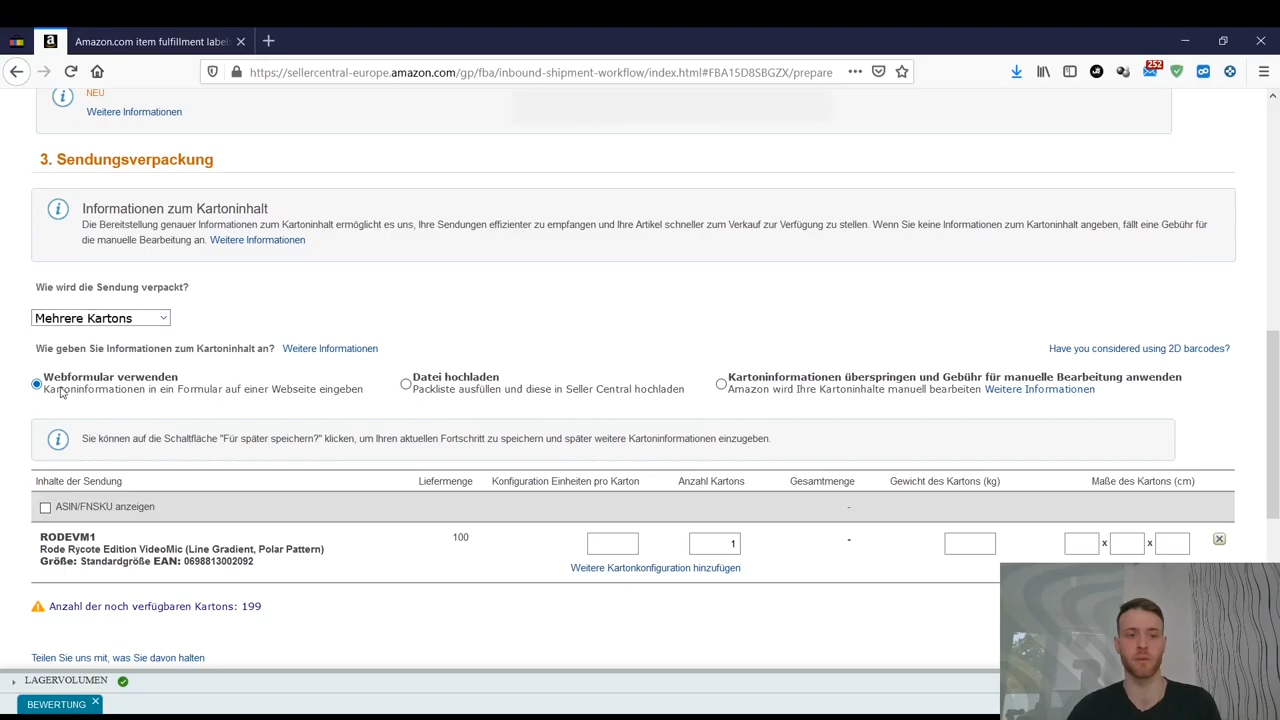 Amazon.com item fulfillment label
https://sellercentral-europe.amazon.com/gp/fba/inbound-shipment-workflow/index.html#FBA15D8SBGZX/prepare
252
NEU
Weitere Informationen
3. Sendungsverpackung
Informationen zum Kartoninhalt
Die Bereitstellung genauer Informationen zum Kartoninhalt ermöglicht es uns, Ihre Sendungen effizienter zu empfangen und Ihre Artikel schneller zum Verkauf zur Verfügung zu stellen. Wenn Sie keine Informationen zum Kartoninhalt angeben, fällt eine Gebühr für
die manuelle Bearbeitung an. Weitere Informationen
Wie wird die Sendung verpackt?
Mehrere Kartons
Wie geben Sie Informationen zum Kartoninhalt an? Weitere Informationen Have you considered using 2D barcodes?
Webformular verwenden Datei hochladen Kartoninformationen überspringen und Gebühr für manuelle Bearbeitung anwenden
Kartoninformationen in ein Formular auf einer Webseite eingeben Packliste ausfüllen und diese in Seller Central hochladen Amazon wird Ihre Kartoninhalte manuell bearbeiten Weitere Informationen
Sie können auf die Schaltfläche "Für später speichern?" klicken, um Ihren aktuellen Fortschritt zu speichern und später weitere Kartoninformationen einzugeben.
Inhalte der Sendung Liefermenge Konfiguration Einheiten pro Karton Anzahl Kartons Gesamtmenge Gewicht des Kartons (kg) Maße des Kartons (cm)
ASIN/FNSKU anzeigen -
RODEVM1 100 1 - x x
Rode Rycote Edition VideoMic (Line Gradient, Polar Pattern)
Größe: Standardgröße EAN: 0698813002092
Weitere Kartonkonfiguration hinzufügen
Anzahl der noch verfügbaren Kartons: 199
Teilen Sie uns mit, was Sie davon halten
LAGERVOLUMEN
BEWERTUNG